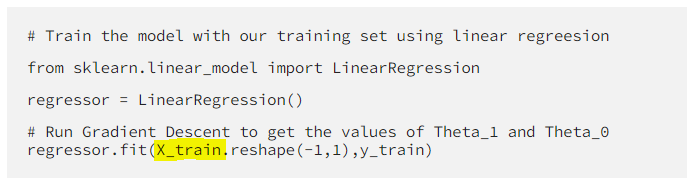 # Train the model with our training set using linear regreesion
from sklearn.linear_model import LinearRegression
regressor = LinearRegression()
# Run Gradient Descent to get the values of Theta_1 and Theta_0
regressor.fit(X_train.reshape(-1,1),y_train)